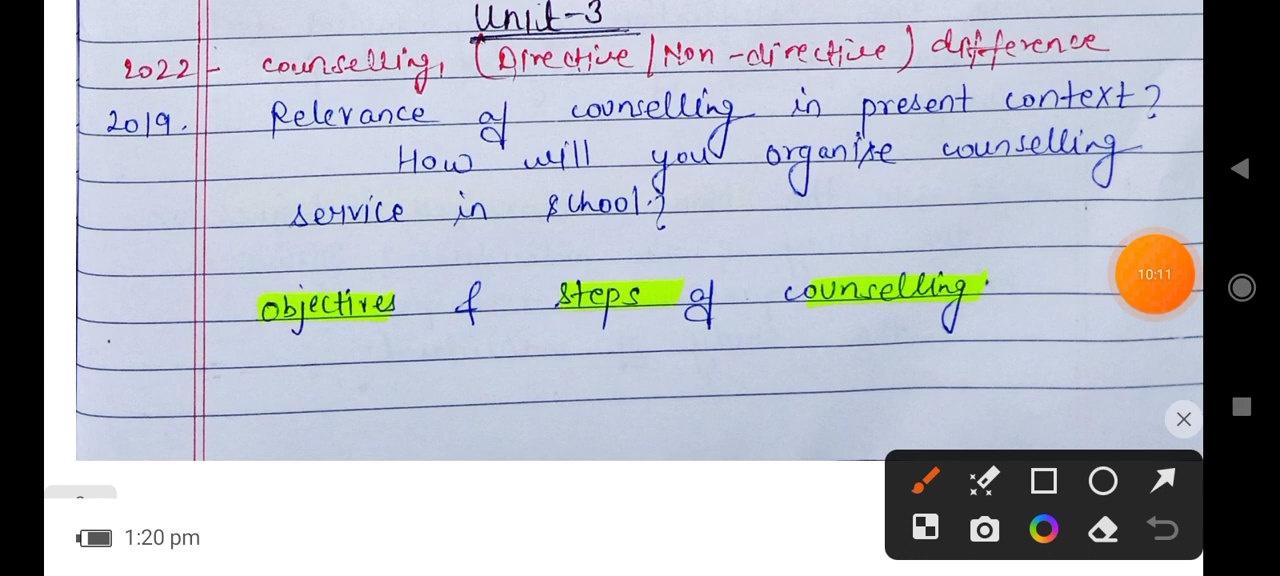 Unit-3
2022:- counselling, (Directive/Non-directive) difference
2019. Relevance of counselling in present context?
How will you organise counselling
service in school?
objectives & steps of counselling.
10:11
1:20 pm